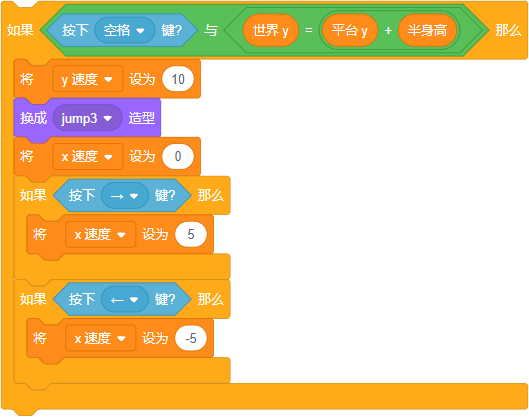 如果 按下 空格 键? 与 世界 y = 平台 y + 半身高 那么
将 y 速度 设为 10
换成 jump3 造型
将 x 速度 设为 0
如果 按下 → 键? 那么
将 x 速度 设为 5
如果 按下 ← 键? 那么
将 x 速度 设为 -5